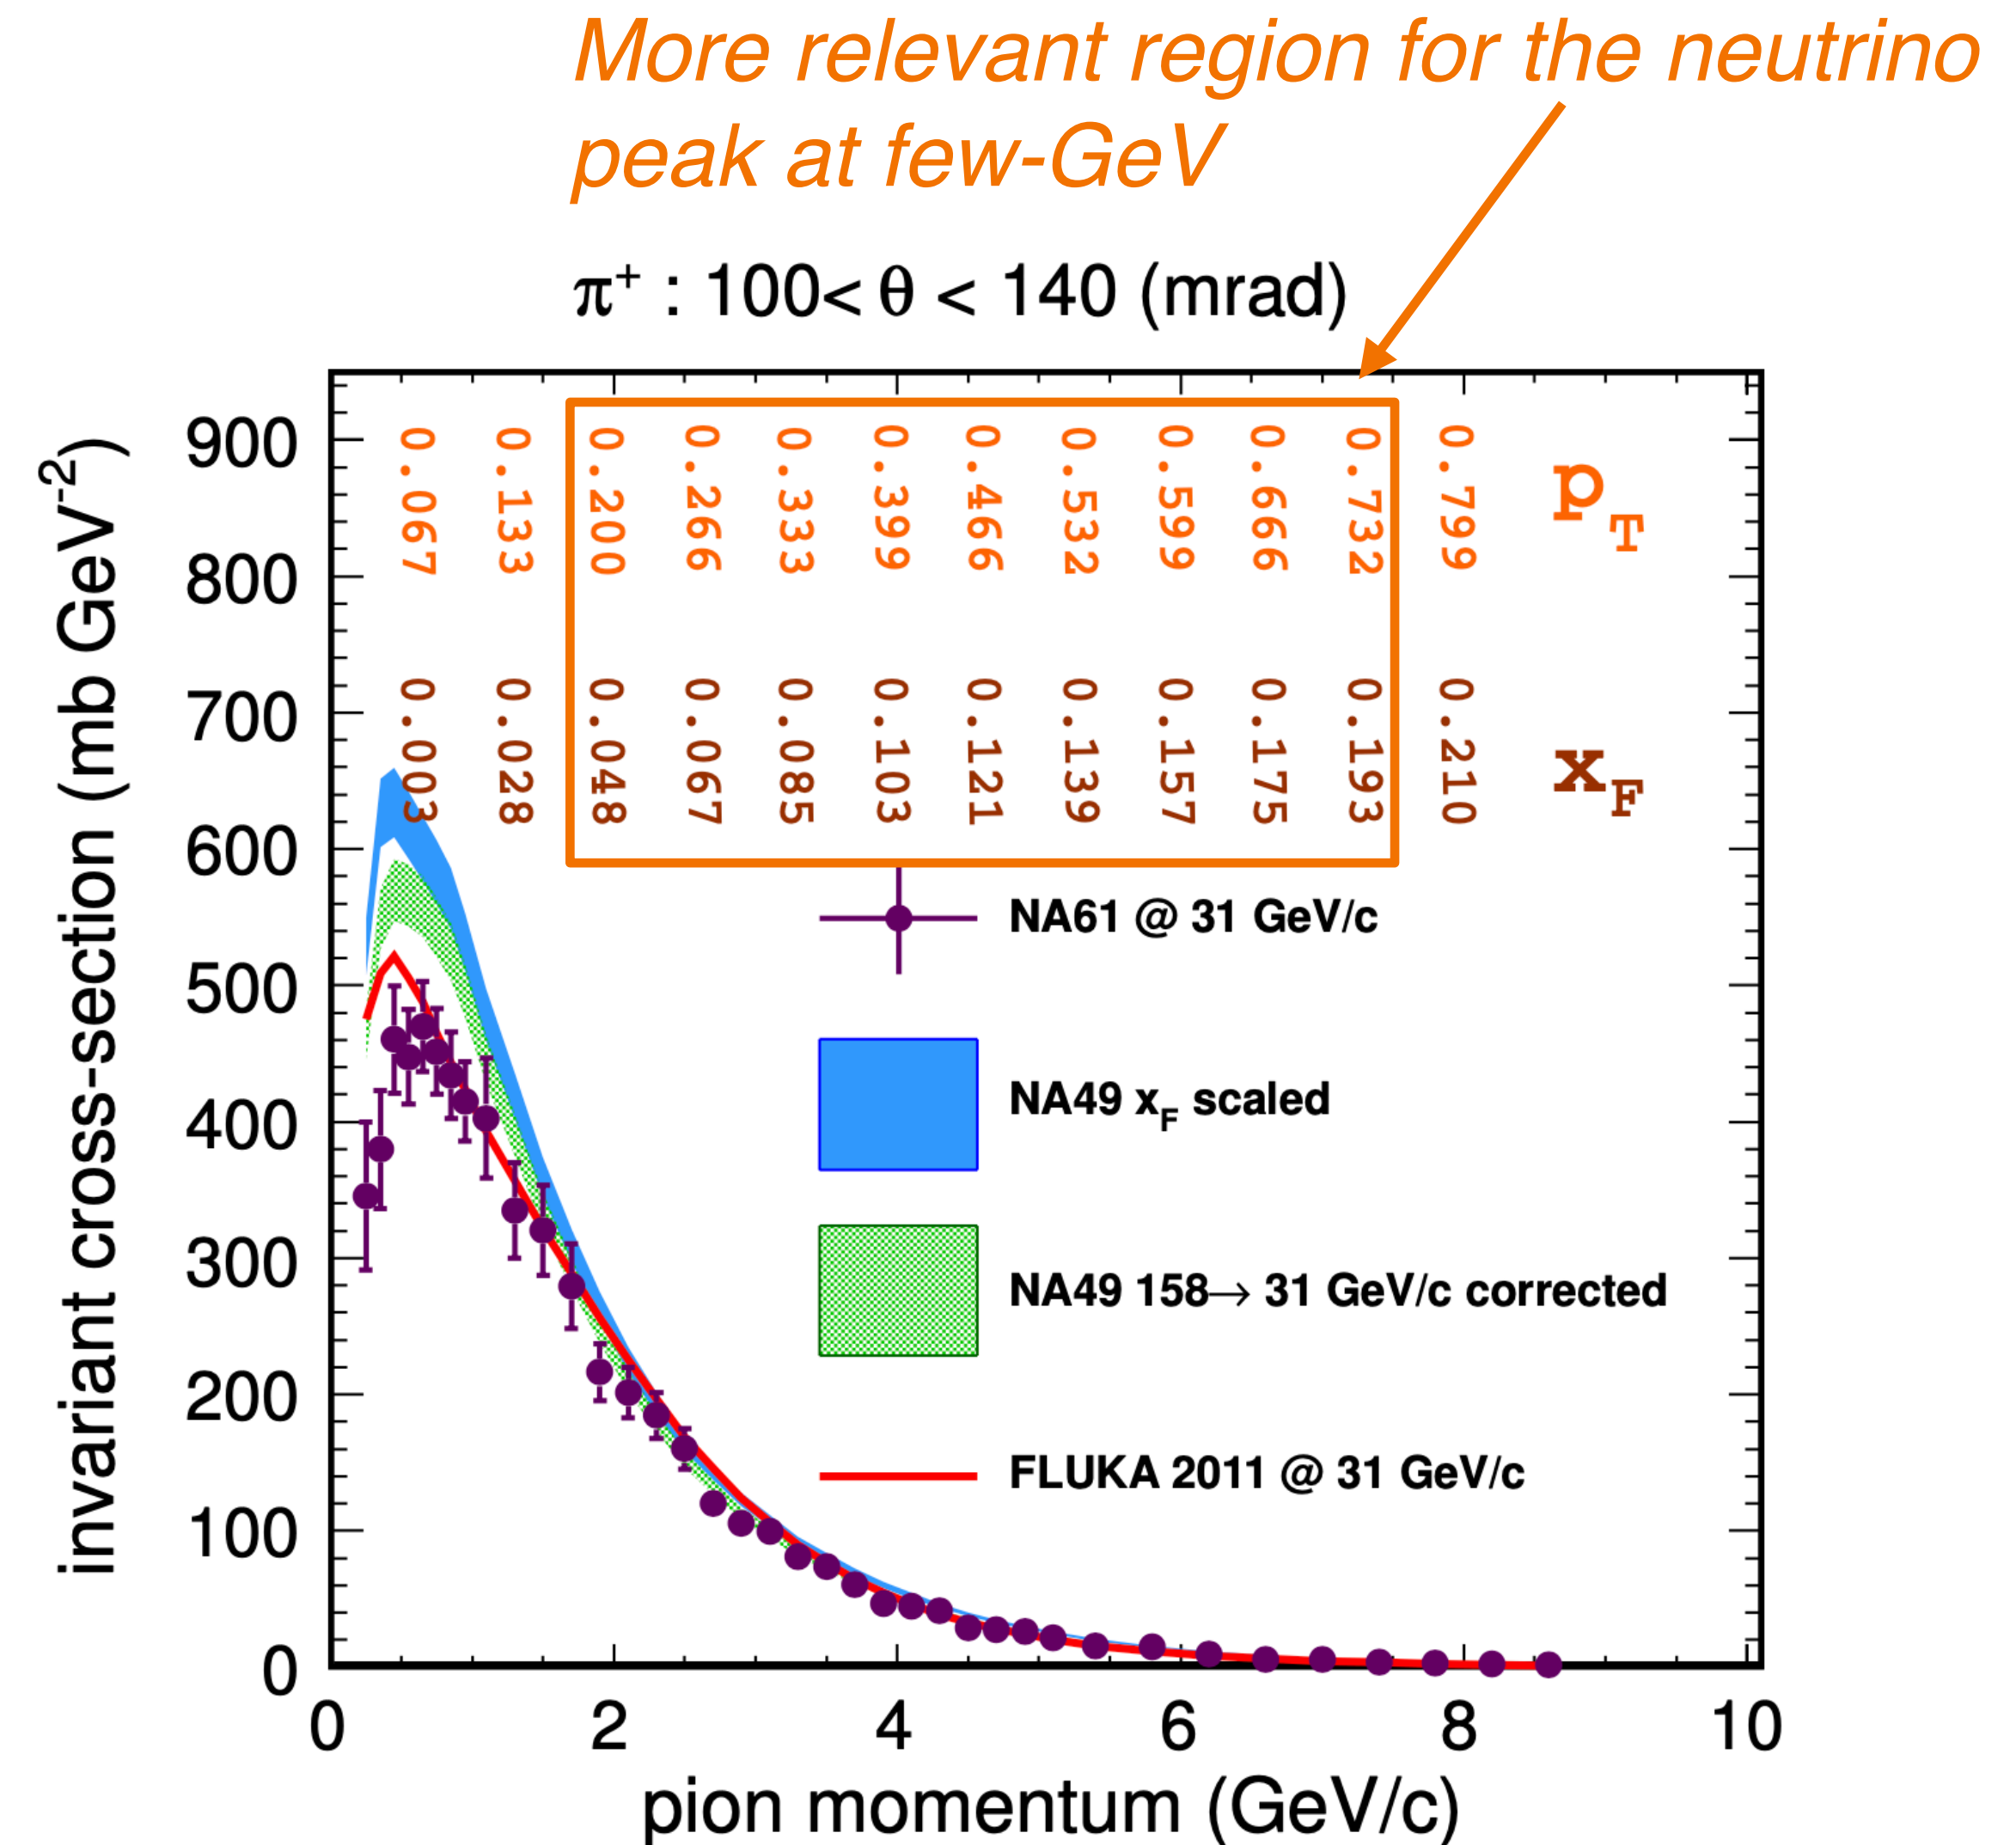 More relevant region for the neutrino
peak at few-GeV
π⁺ : 100< θ < 140 (mrad)
invariant cross-section (mb GeV⁻²)
900
800
700
600
500
400
300
200
100
0
0.067 0.133 0.200 0.266 0.333 0.399 0.466 0.532 0.599 0.666 0.732 0.799 p_T
0.003 0.028 0.048 0.067 0.085 0.103 0.121 0.139 0.157 0.175 0.193 0.210 x_F
NA61 @ 31 GeV/c
NA49 x_F scaled
NA49 158→ 31 GeV/c corrected
FLUKA 2011 @ 31 GeV/c
0 2 4 6 8 10
pion momentum (GeV/c)